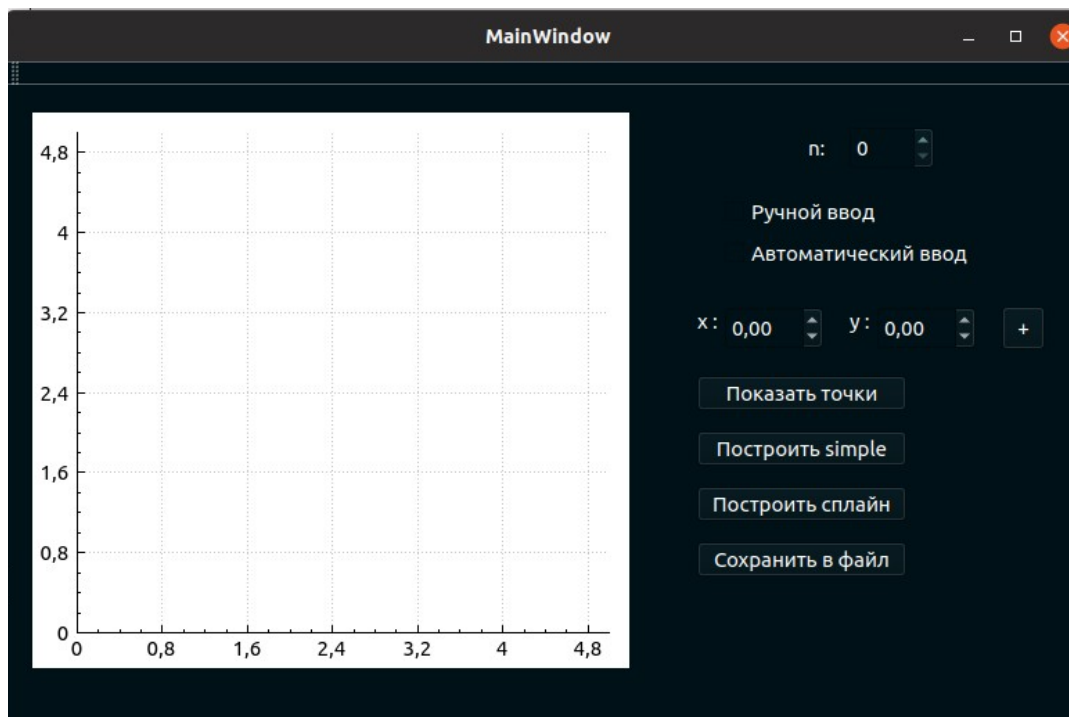 MainWindow
4,8
4
3,2
2,4
1,6
0,8
0
0 0,8 1,6 2,4 3,2 4 4,8
n: 0
Ручной ввод
Автоматический ввод
x : 0,00 y : 0,00 +
Показать точки
Построить simple
Построить сплайн
Сохранить в файл